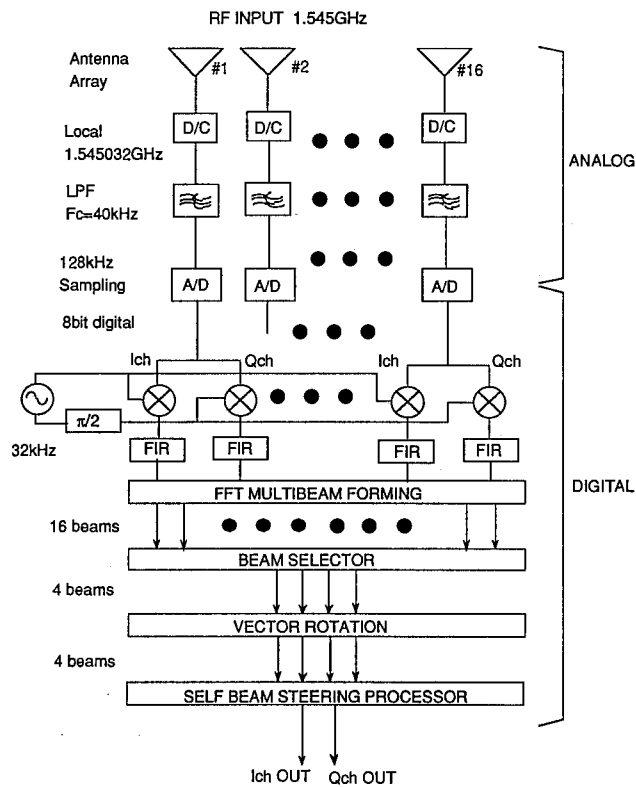 RF INPUT 1.545GHz
Antenna
Array
#1
#2
#16
Local
1.545032GHz
D/C
D/C
D/C
ANALOG
LPF
Fc=40kHz
128kHz
Sampling
A/D
A/D
A/D
8bit digital
Ich
Qch
Ich
Qch
π/2
32kHz
FIR
FIR
FIR
FIR
FFT MULTIBEAM FORMING
DIGITAL
16 beams
BEAM SELECTOR
4 beams
VECTOR ROTATION
4 beams
SELF BEAM STEERING PROCESSOR
Ich OUT
Qch OUT